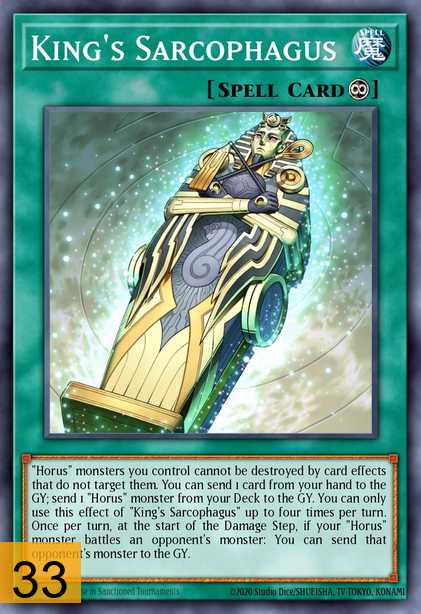 King's Sarcophagus
SPELL
魔
[Spell Card]
"Horus" monsters you control cannot be destroyed by card effects
that do not target them. You can send 1 card from your hand to the
GY; send 1 "Horus" monster from your Deck to the GY. You can only
use this effect of "King's Sarcophagus" up to four times per turn.
Once per turn, at the start of the Damage Step, if your "Horus"
monster battles an opponent's monster: You can send that
opponent's monster to the GY.
33
se in Sanctioned Tournaments
©2020 Studio Dice/SHUEISHA, TV TOKYO, KONAMI